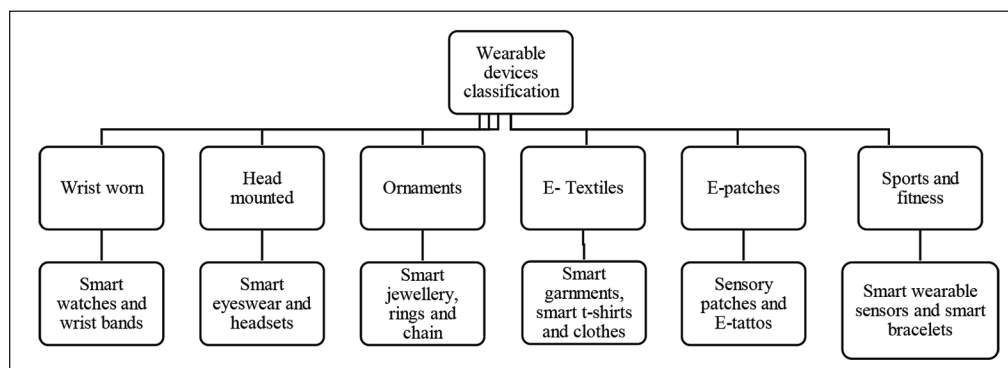 Wearable
devices
classification
Wrist worn
Head
mounted
Ornaments
E- Textiles
E-patches
Sports and
fitness
Smart
watches and
wrist bands
Smart
eyeswear and
headsets
Smart
jewellery,
rings and
chain
Smart
garnments,
smart t-shirts
and clothes
Sensory
patches and
E-tattos
Smart wearable
sensors and smart
bracelets